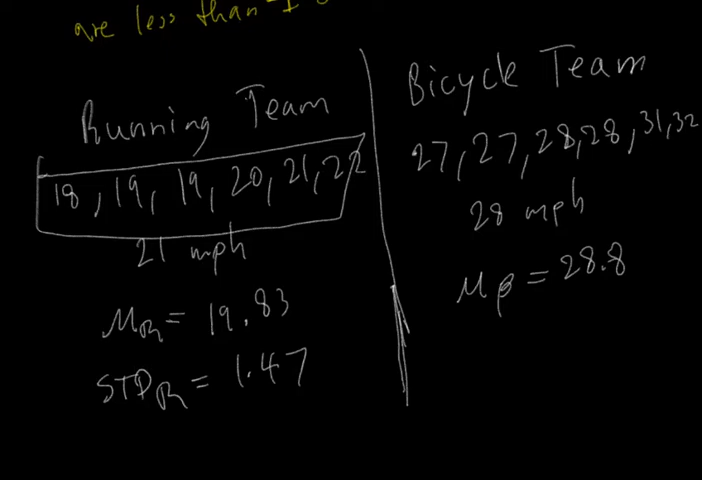 are less than -1
Running Team
18, 19, 19, 20, 21, 22
21 mph
μR = 19.83
STDR = 1.47
Bicycle Team
27, 27, 28, 28, 31, 32
28 mph
μB = 28.8